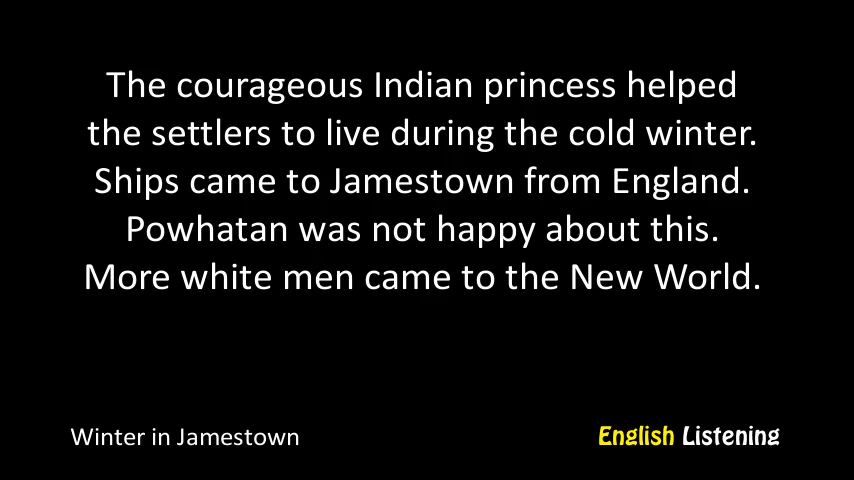 The courageous Indian princess helped
the settlers to live during the cold winter.
Ships came to Jamestown from England.
Powhatan was not happy about this.
More white men came to the New World.
Winter in Jamestown
English Listening